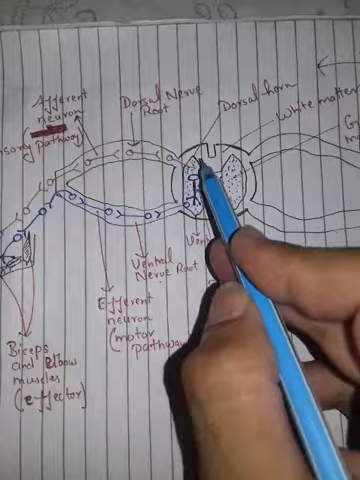 Afferent
neuron
(
sory pathway)
Dorsal Nerve
Root
Dorsal horn
White matter
G
Ventral
Nerve Root
Efferent
neuron
(motor
pathway
Biceps
and Elbow
muscles
(effector)